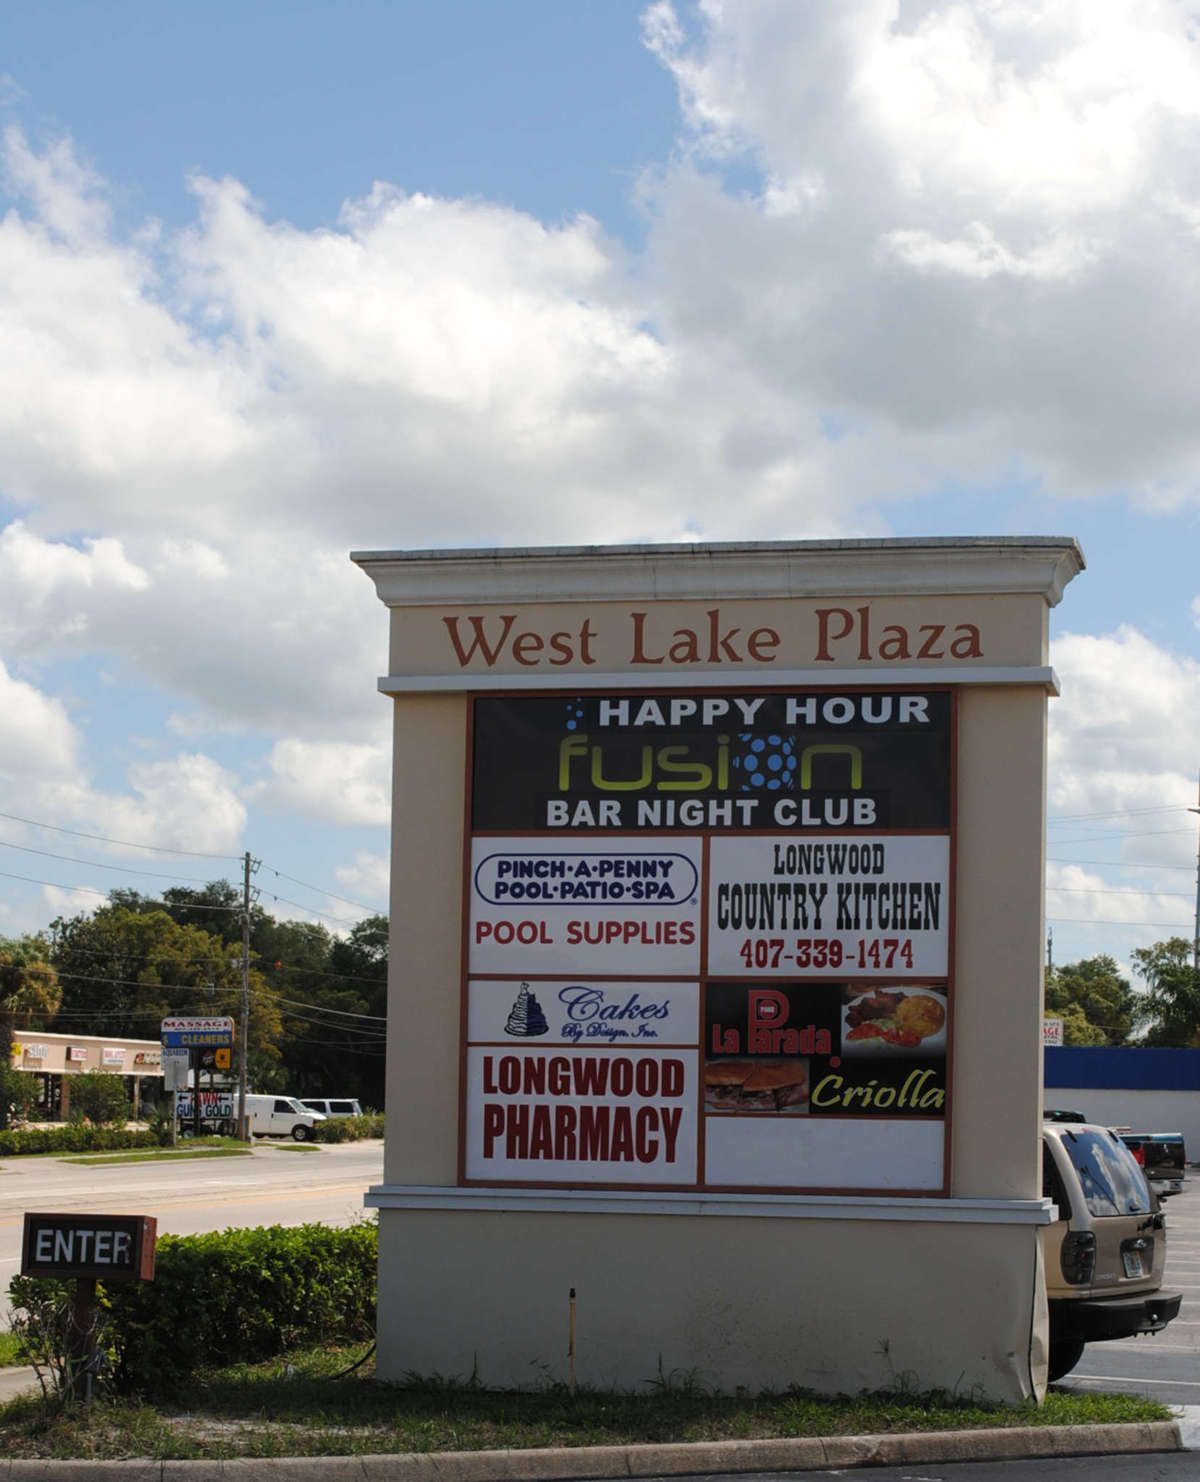 West Lake Plaza
HAPPY HOUR
fusion
BAR NIGHT CLUB
PINCH•A•PENNY
POOL•PATIO•SPA®
POOL SUPPLIES
LONGWOOD
COUNTRY KITCHEN
407-339-1474
Cakes
By Design, Inc.
La Parada
Criolla
LONGWOOD
PHARMACY
ENTER
MASSAGE
CLEANERS
PAWN
GUNS GOLD